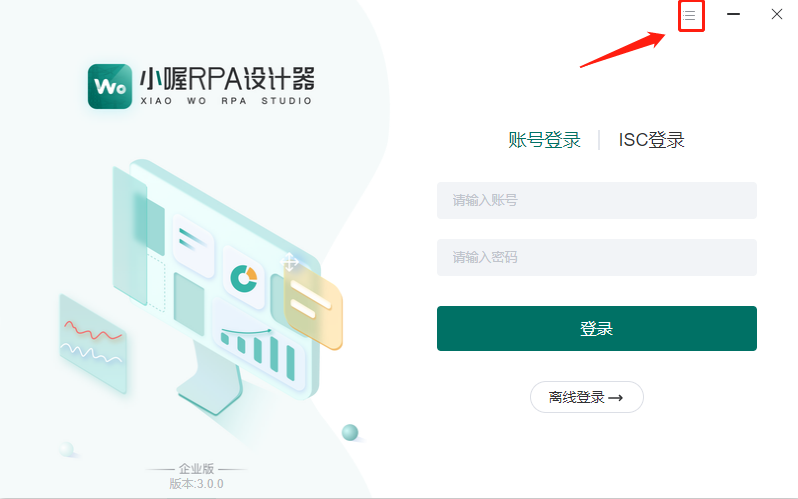 Wo
小喔RPA设计器
XIAO WO RPA STUDIO
账号登录
ISC登录
请输入账号
请输入密码
登录
离线登录→
企业版
版本:3.0.0